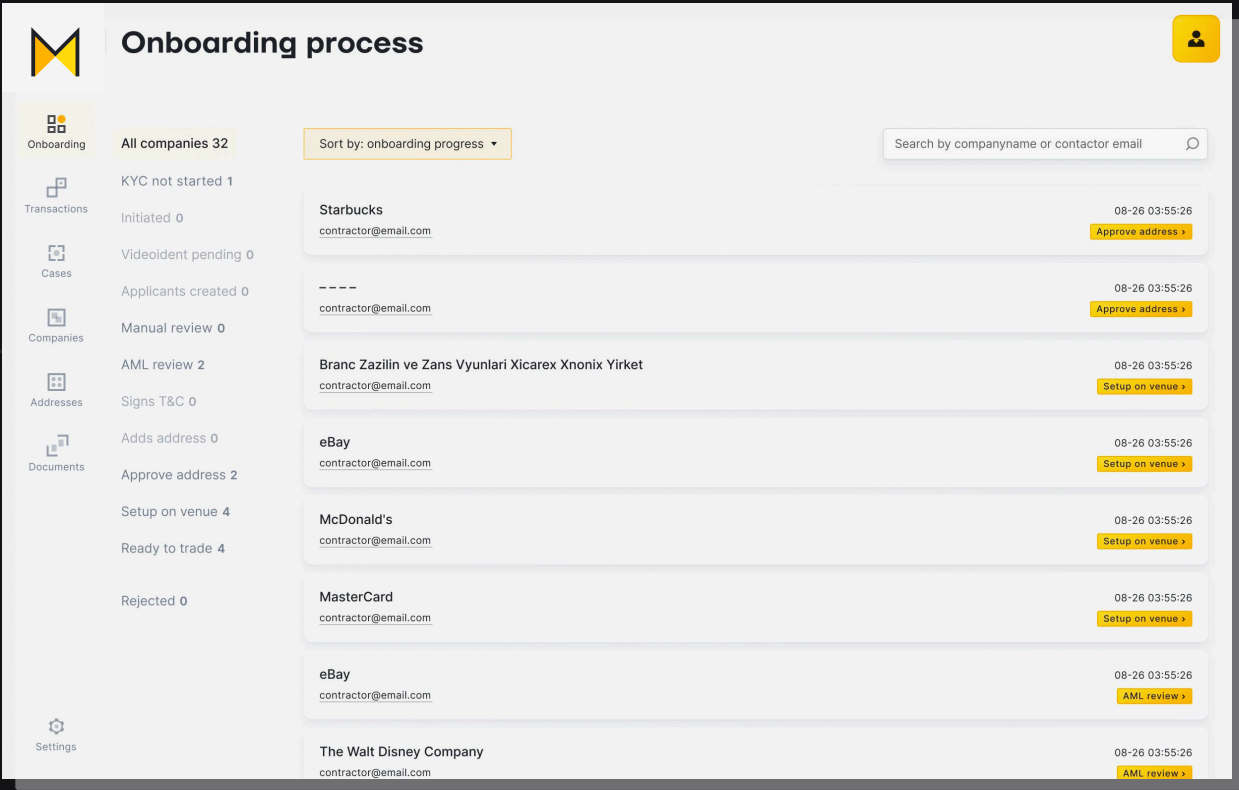 Onboarding process
Onboarding
Transactions
Cases
Companies
Addresses
Documents
Settings
All companies 32
KYC not started 1
Initiated 0
Videoident pending 0
Applicants created 0
Manual review 0
AML review 2
Signs T&C 0
Adds address 0
Approve address 2
Setup on venue 4
Ready to trade 4
Rejected 0
Sort by: onboarding progress
Search by companyname or contactor email
Starbucks
contractor@email.com
08-26 03:55:26
Approve address ›
––––
contractor@email.com
08-26 03:55:26
Approve address ›
Branc Zazilin ve Zans Vyunlari Xicarex Xnonix Yirket
contractor@email.com
08-26 03:55:26
Setup on venue ›
eBay
contractor@email.com
08-26 03:55:26
Setup on venue ›
McDonald's
contractor@email.com
08-26 03:55:26
Setup on venue ›
MasterCard
contractor@email.com
08-26 03:55:26
Setup on venue ›
eBay
contractor@email.com
08-26 03:55:26
AML review ›
The Walt Disney Company
contractor@email.com
08-26 03:55:26
AML review ›